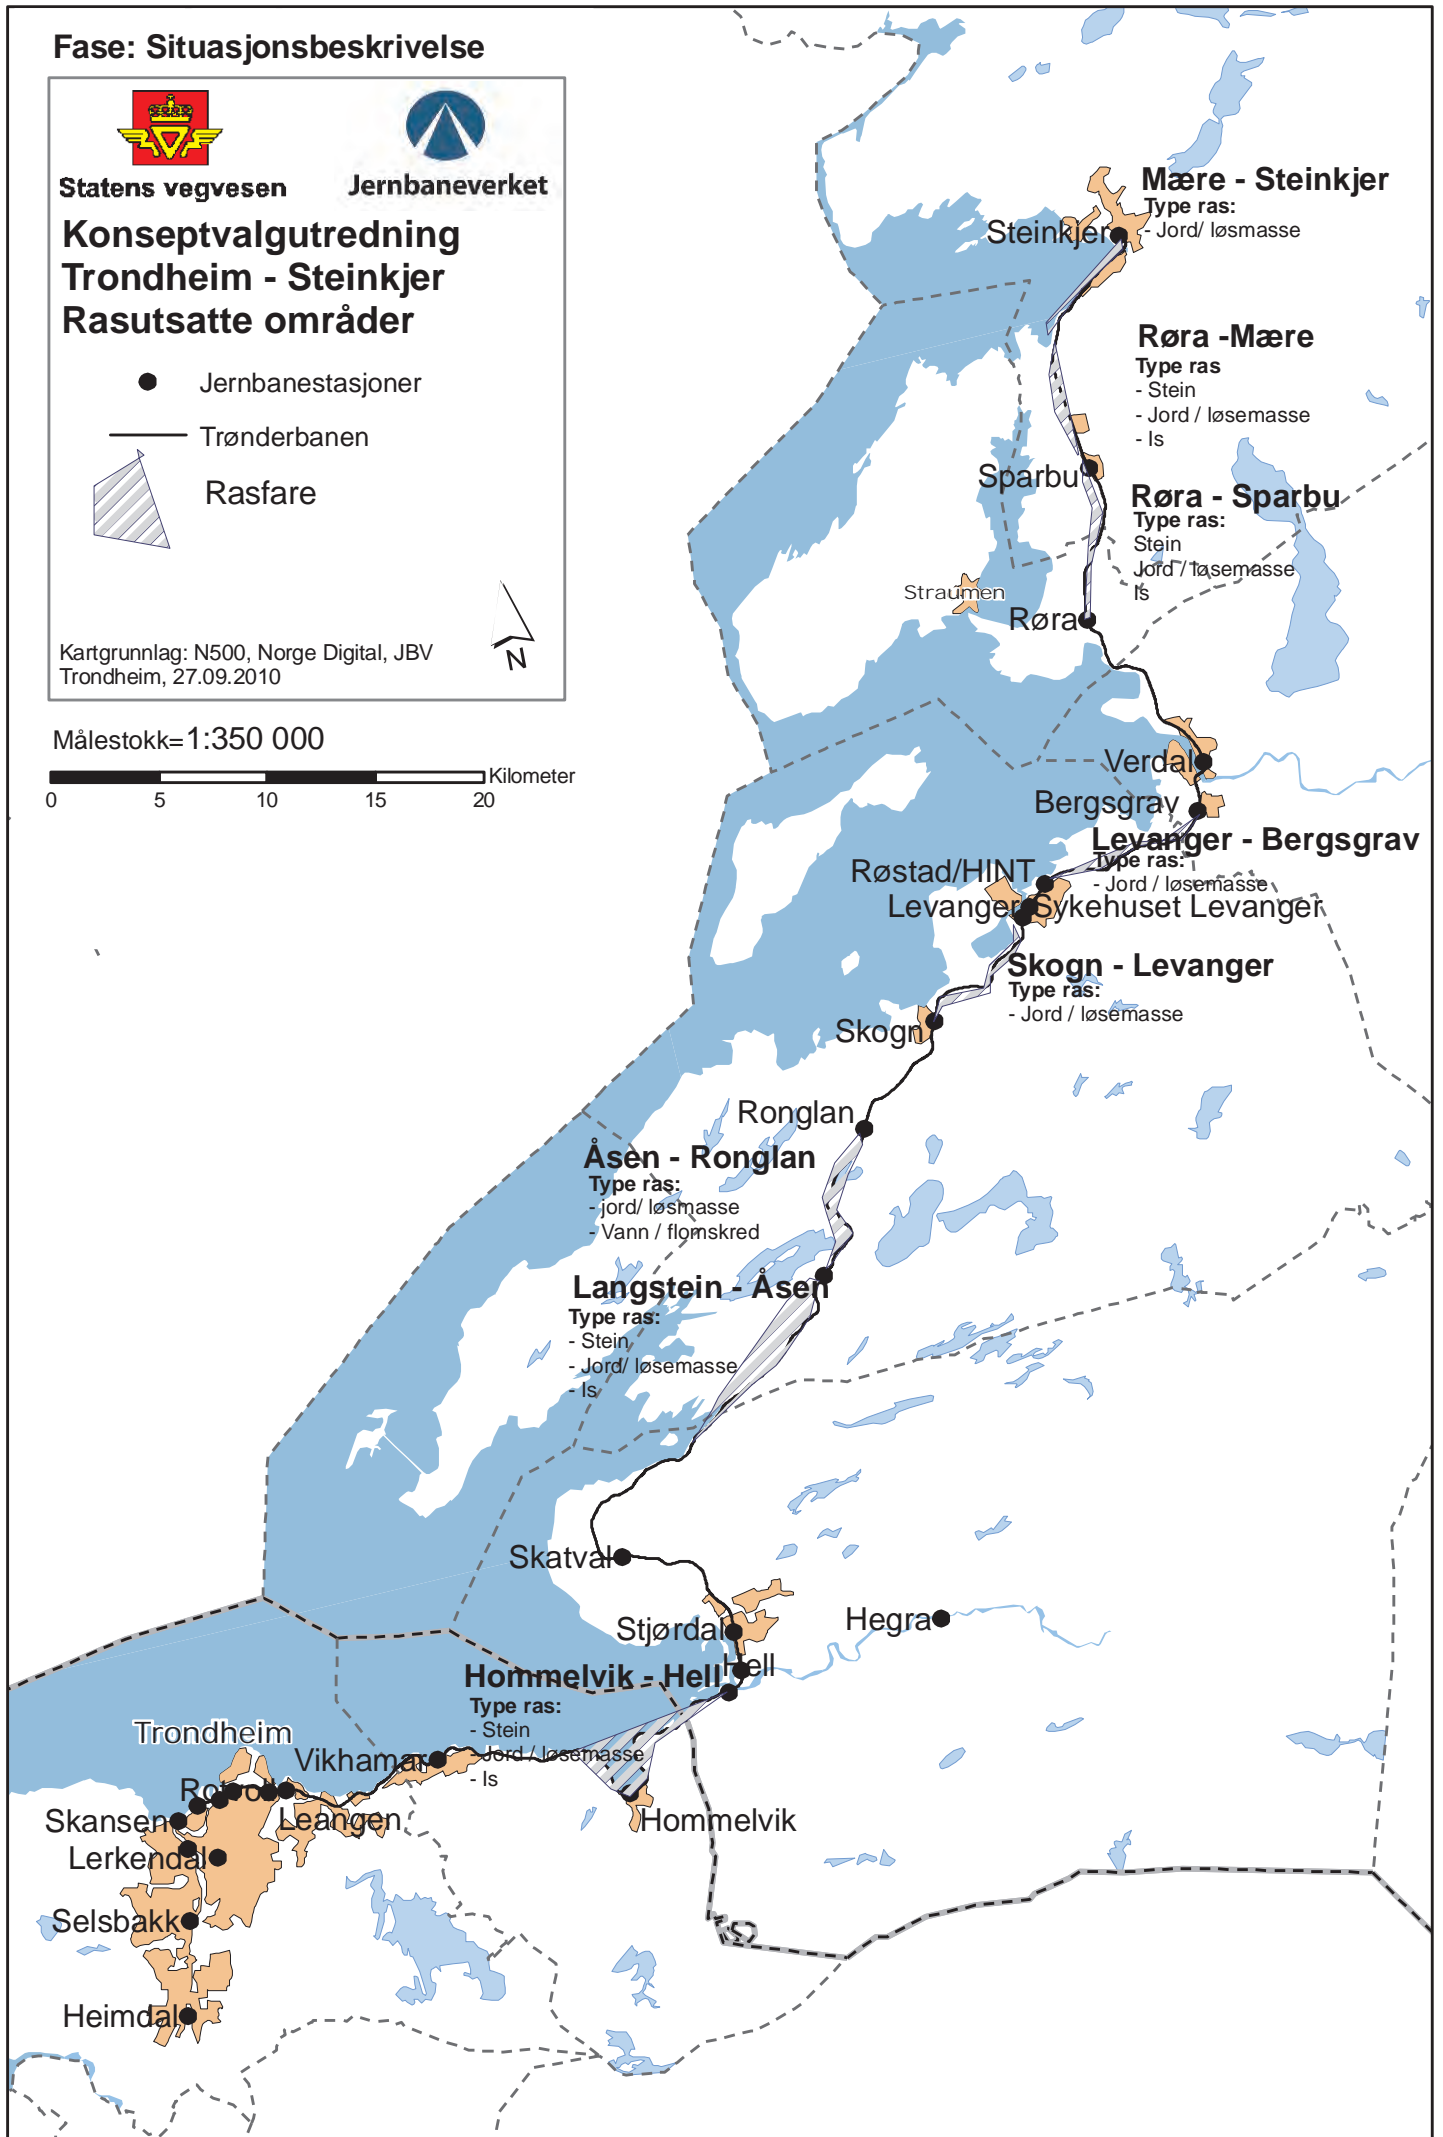 Fase: Situasjonsbeskrivelse
Statens vegvesen
Jernbaneverket
Konseptvalgutredning
Trondheim - Steinkjer
Rasutsatte områder
Jernbanestasjoner
Trønderbanen
Rasfare
N
Kartgrunnlag: N500, Norge Digital, JBV
Trondheim, 27.09.2010
Målestokk=1:350 000
Kilometer
0 5 10 15 20
Mære - Steinkjer
Type ras:
- Jord/ løsmasse
Steinkjer
Røra -Mære
Type ras
- Stein
- Jord / løsemasse
- Is
Sparbu
Røra - Sparbu
Type ras:
Stein
Jord / løsemasse
Is
Straumen
Røra
Verdal
Bergsgrav
Levanger - Bergsgrav
Type ras:
- Jord / løsemasse
Røstad/HINT
Levanger Sykehuset Levanger
Skogn - Levanger
Type ras:
- Jord / løsemasse
Skogn
Ronglan
Åsen - Ronglan
Type ras:
- jord/ løsmasse
- Vann / flomskred
Langstein - Åsen
Type ras:
- Stein
- Jord/ løsemasse
- Is
Skatval
Stjørdal
Hegra
Hell
Hommelvik - Hell
Type ras:
- Stein
- Jord / løsemasse
- Is
Trondheim
Vikhamar
Rotvoll
Skansen
Leangen
Hommelvik
Lerkendal
Selsbakk
Heimdal